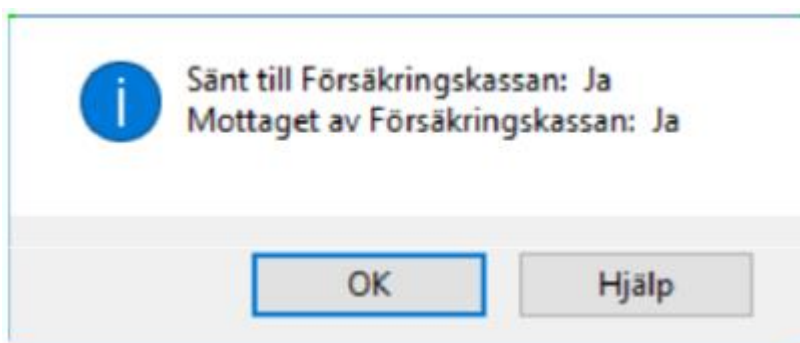 Sänt till Försäkringskassan: Ja
Mottaget av Försäkringskassan: Ja
OK
Hjälp